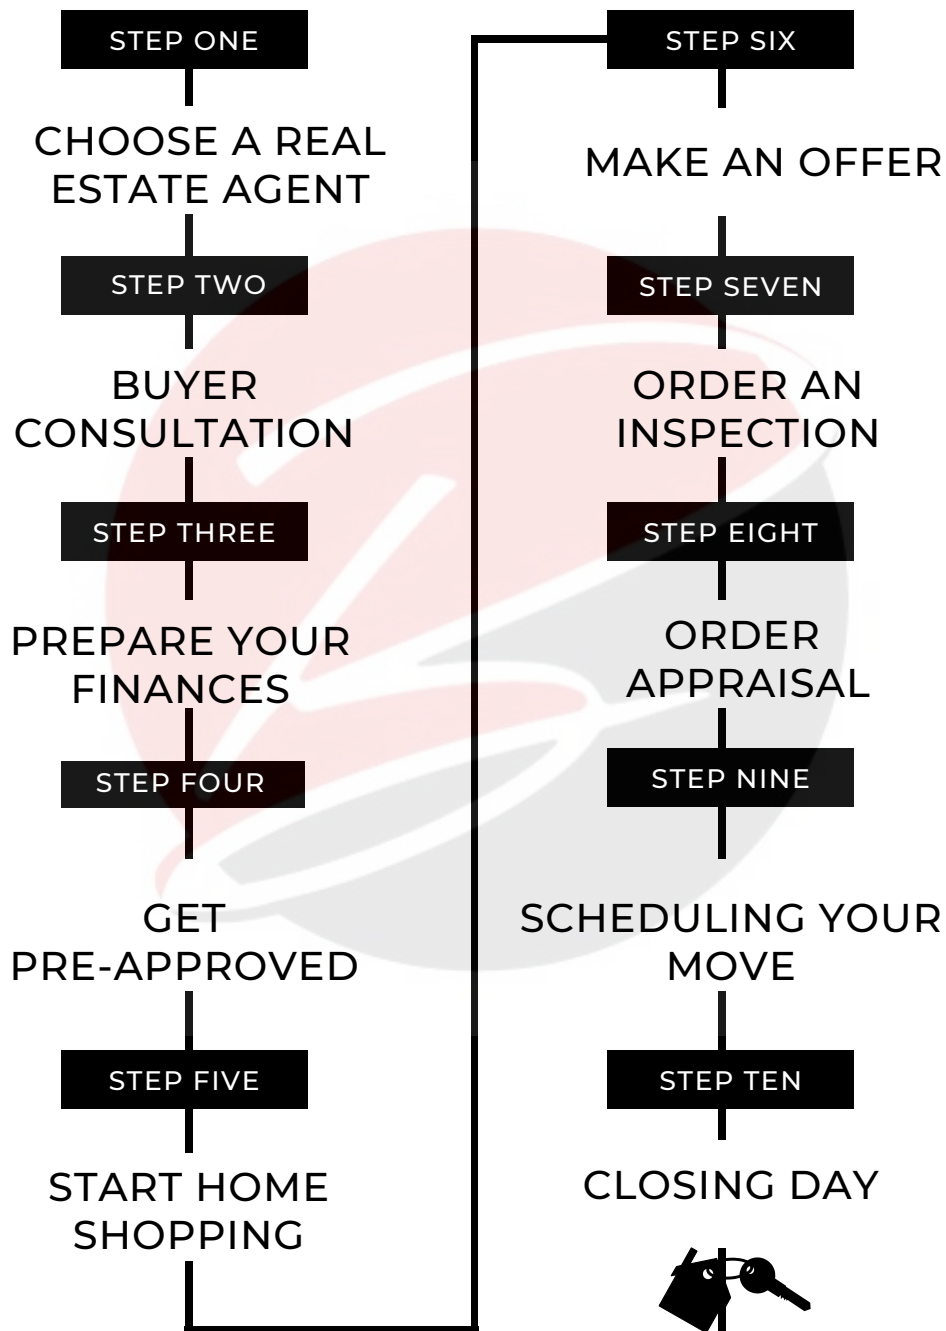 STEP ONE
CHOOSE A REAL
ESTATE AGENT
STEP TWO
BUYER
CONSULTATION
STEP THREE
PREPARE YOUR
FINANCES
STEP FOUR
GET
PRE-APPROVED
STEP FIVE
START HOME
SHOPPING
STEP SIX
MAKE AN OFFER
STEP SEVEN
ORDER AN
INSPECTION
STEP EIGHT
ORDER
APPRAISAL
STEP NINE
SCHEDULING YOUR
MOVE
STEP TEN
CLOSING DAY